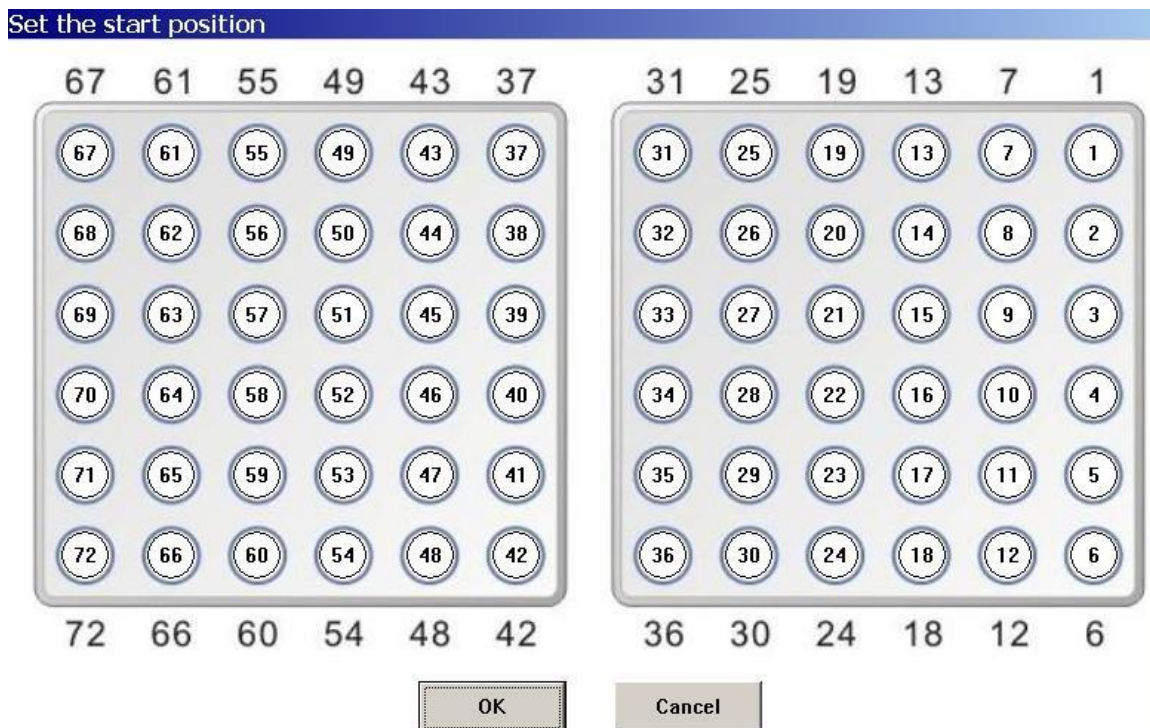 Set the start position
67 61 55 49 43 37 31 25 19 13 7 1
67 61 55 49 43 37 31 25 19 13 7 1
68 62 56 50 44 38 32 26 20 14 8 2
69 63 57 51 45 39 33 27 21 15 9 3
70 64 58 52 46 40 34 28 22 16 10 4
71 65 59 53 47 41 35 29 23 17 11 5
72 66 60 54 48 42 36 30 24 18 12 6
72 66 60 54 48 42 36 30 24 18 12 6
OK Cancel